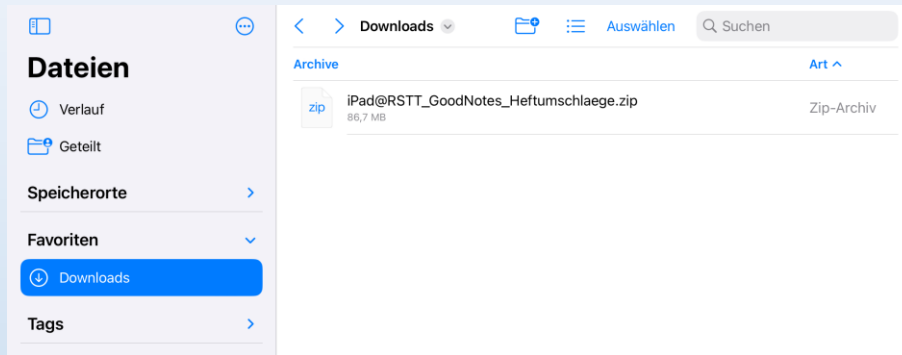 Dateien
Verlauf
Geteilt
Speicherorte
Favoriten
Downloads
Tags
Downloads
Auswählen
Suchen
Archive
Art
zip
iPad@RSTT_GoodNotes_Heftumschlaege.zip
86,7 MB
Zip-Archiv